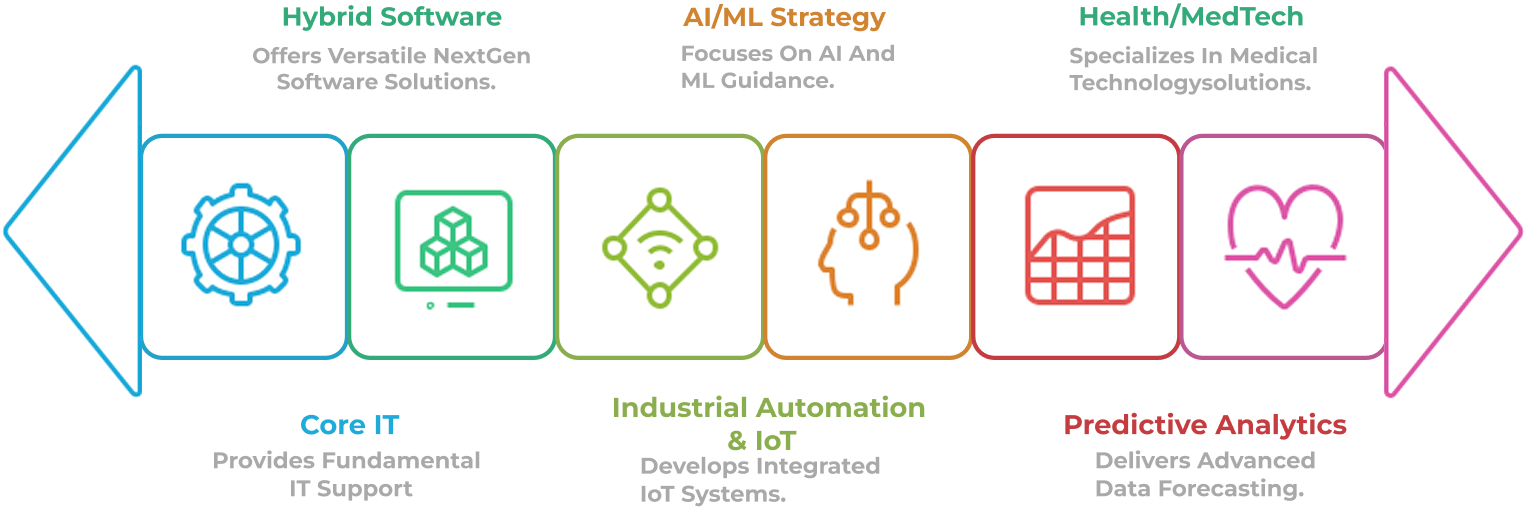 Hybrid Software
Offers Versatile NextGen
Software Solutions.
AI/ML Strategy
Focuses On AI And
ML Guidance.
Health/MedTech
Specializes In Medical
Technologysolutions.
Core IT
Provides Fundamental
IT Support
Industrial Automation
& IoT
Develops Integrated
IoT Systems.
Predictive Analytics
Delivers Advanced
Data Forecasting.